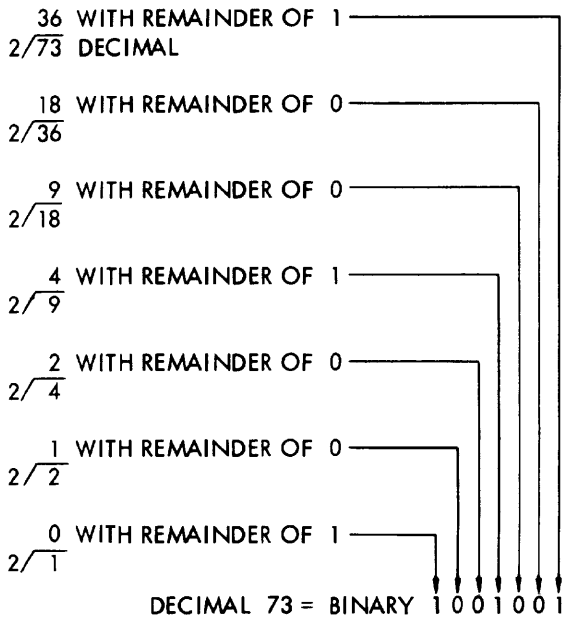 36 WITH REMAINDER OF 1
2/73 DECIMAL
18 WITH REMAINDER OF 0
2/36
9 WITH REMAINDER OF 0
2/18
4 WITH REMAINDER OF 1
2/9
2 WITH REMAINDER OF 0
2/4
1 WITH REMAINDER OF 0
2/2
0 WITH REMAINDER OF 1
2/1
DECIMAL 73 = BINARY 1 0 0 1 0 0 1